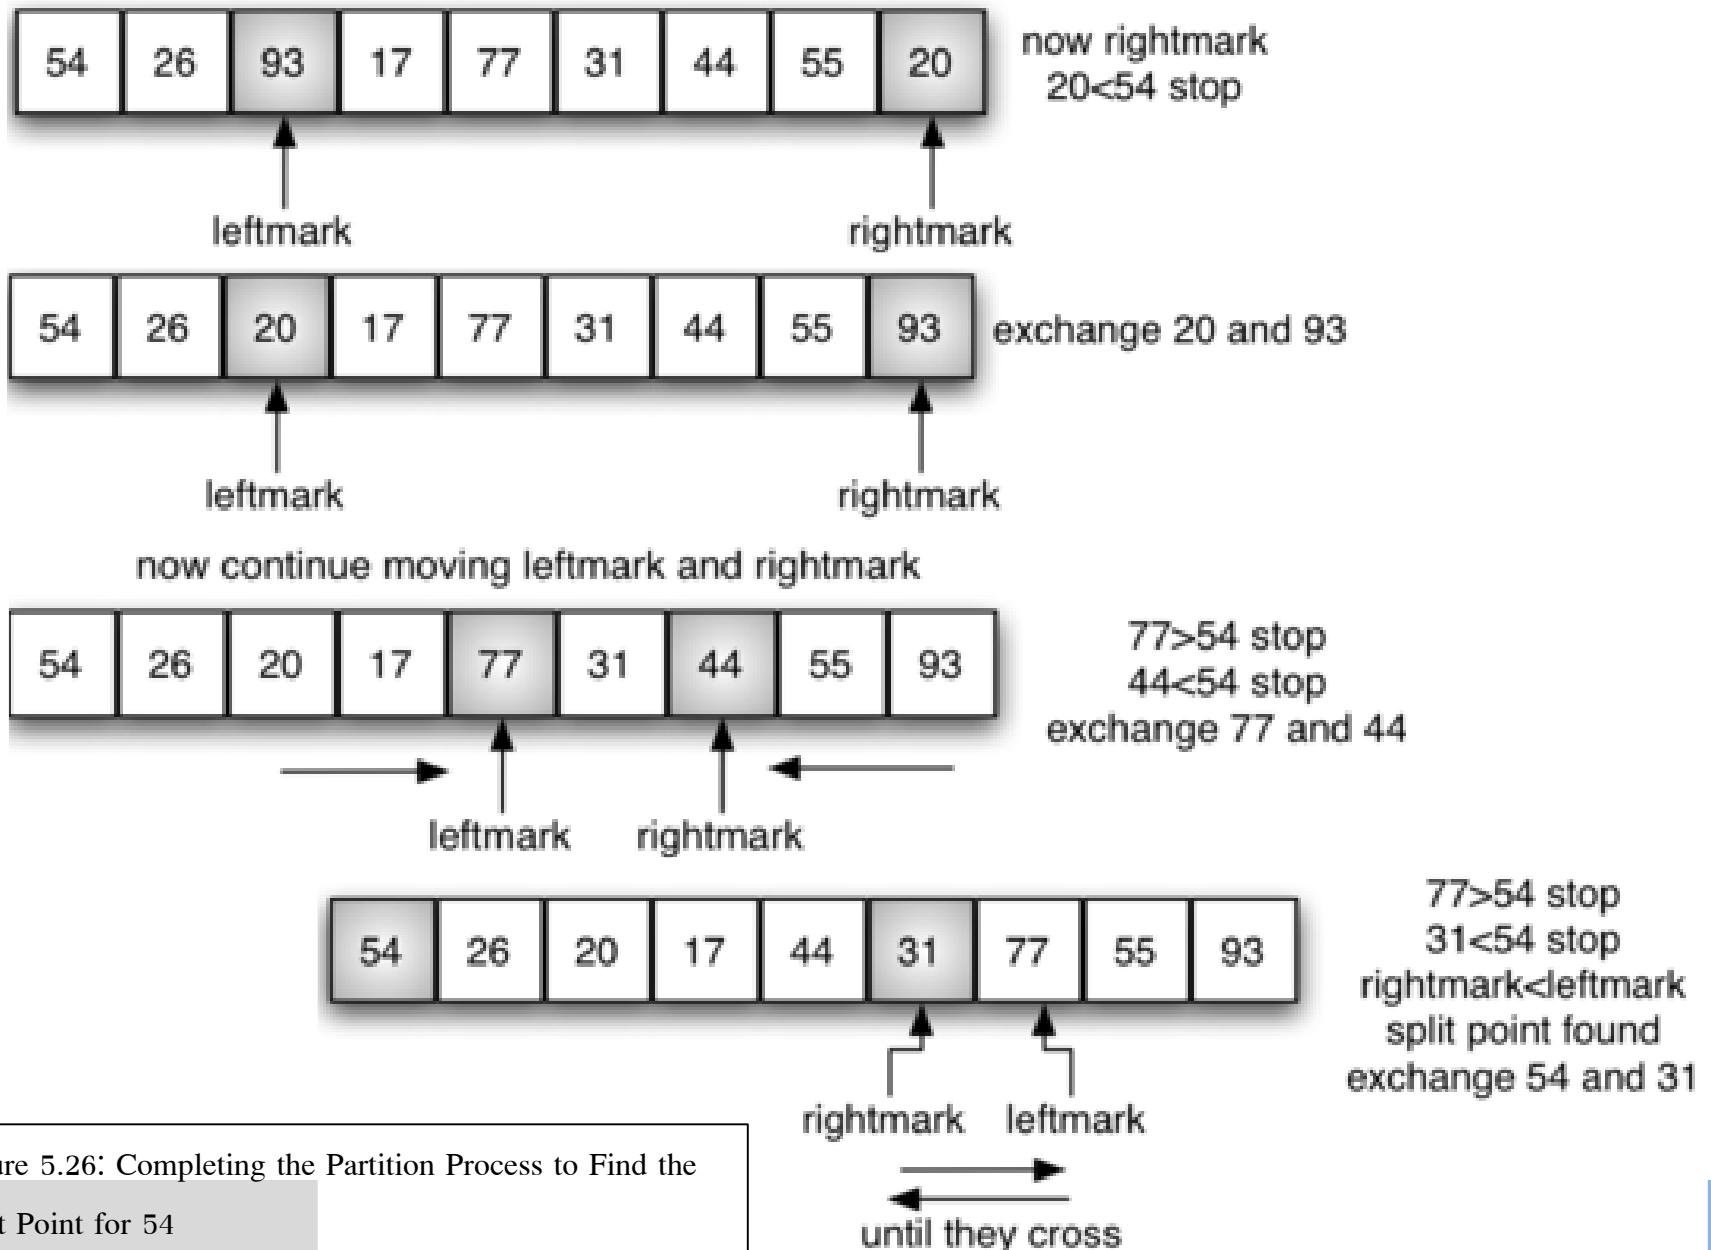 54 26 93 17 77 31 44 55 20
now rightmark
20<54 stop
leftmark rightmark
54 26 20 17 77 31 44 55 93
exchange 20 and 93
leftmark rightmark
now continue moving leftmark and rightmark
54 26 20 17 77 31 44 55 93
77>54 stop
44<54 stop
exchange 77 and 44
leftmark rightmark
54 26 20 17 44 31 77 55 93
77>54 stop
31<54 stop
rightmark<leftmark
split point found
exchange 54 and 31
rightmark leftmark
until they cross
5.26: Completing the Partition Process to Find the
Point for 54